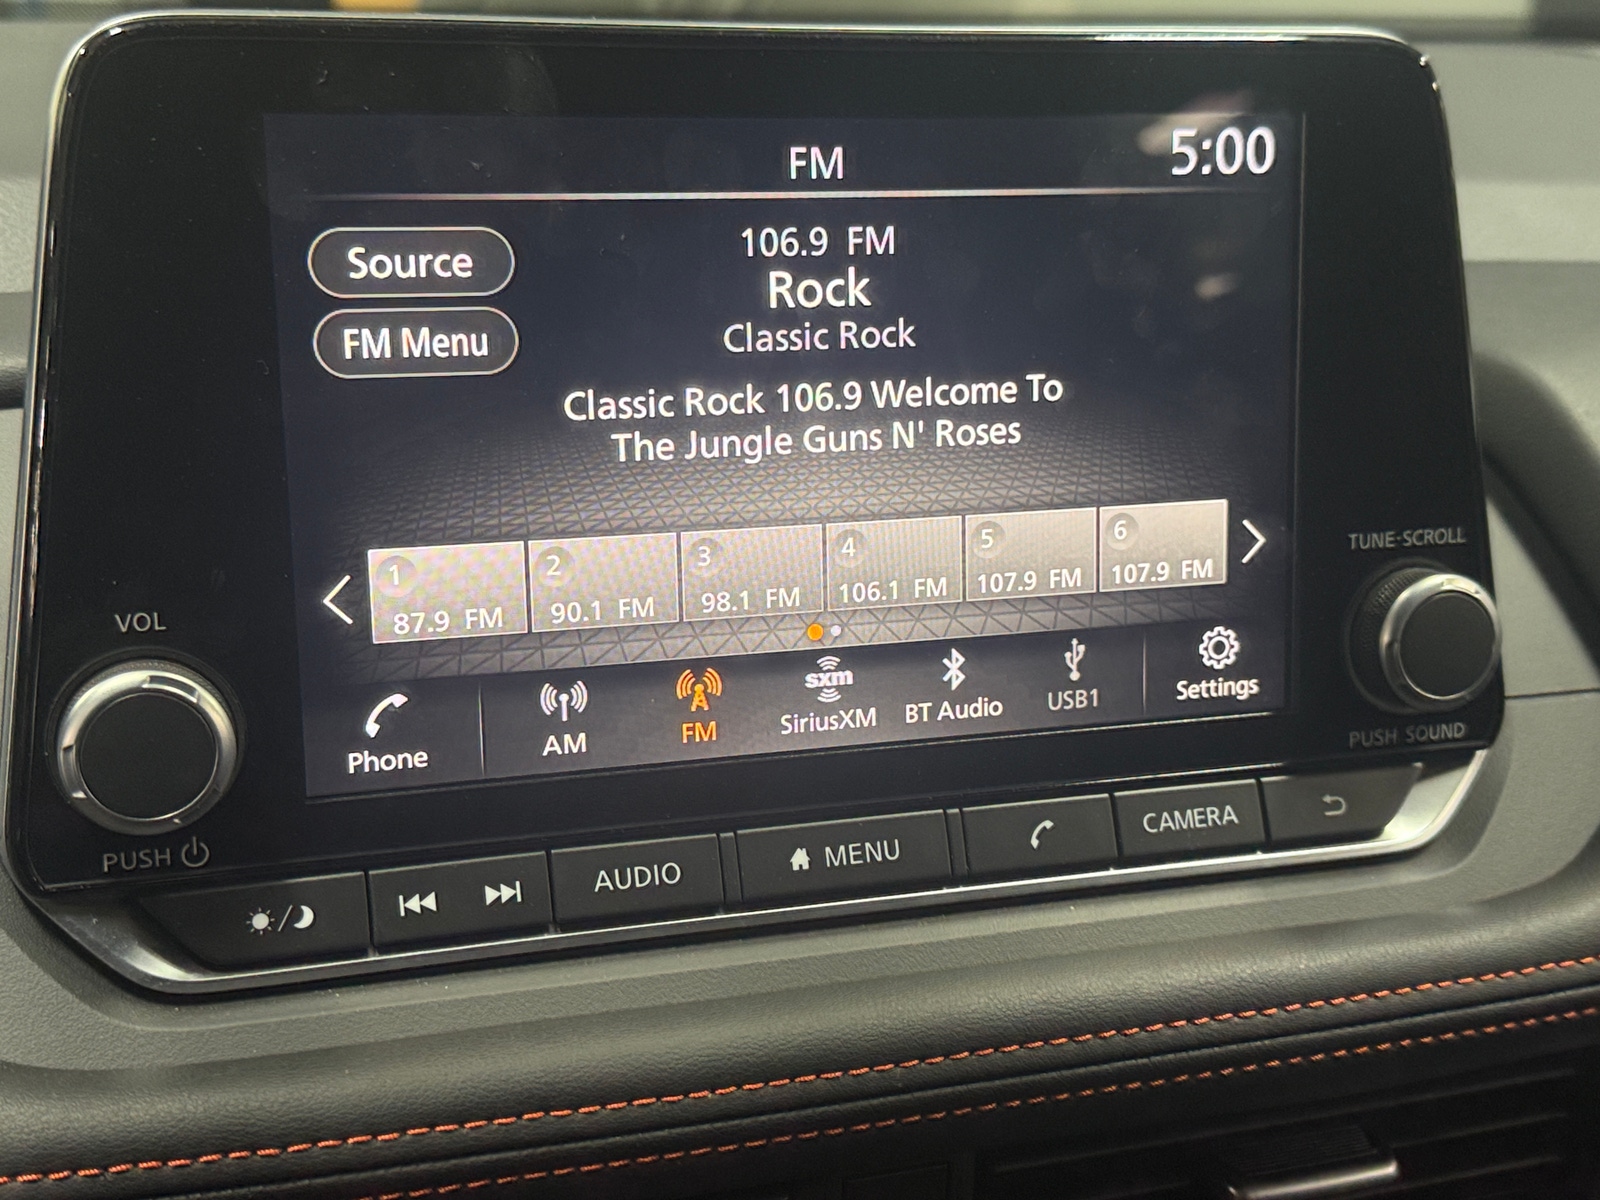 FM
5:00
Source
106.9 FM
Rock
FM Menu
Classic Rock
Classic Rock 106.9 Welcome To
The Jungle Guns N' Roses
1
87.9 FM
2
90.1 FM
3
98.1 FM
4
106.1 FM
5
107.9 FM
6
107.9 FM
Phone
AM
FM
sxm
SiriusXM
BT Audio
USB1
Settings
VOL
PUSH
TUNE·SCROLL
PUSH SOUND
AUDIO
MENU
CAMERA